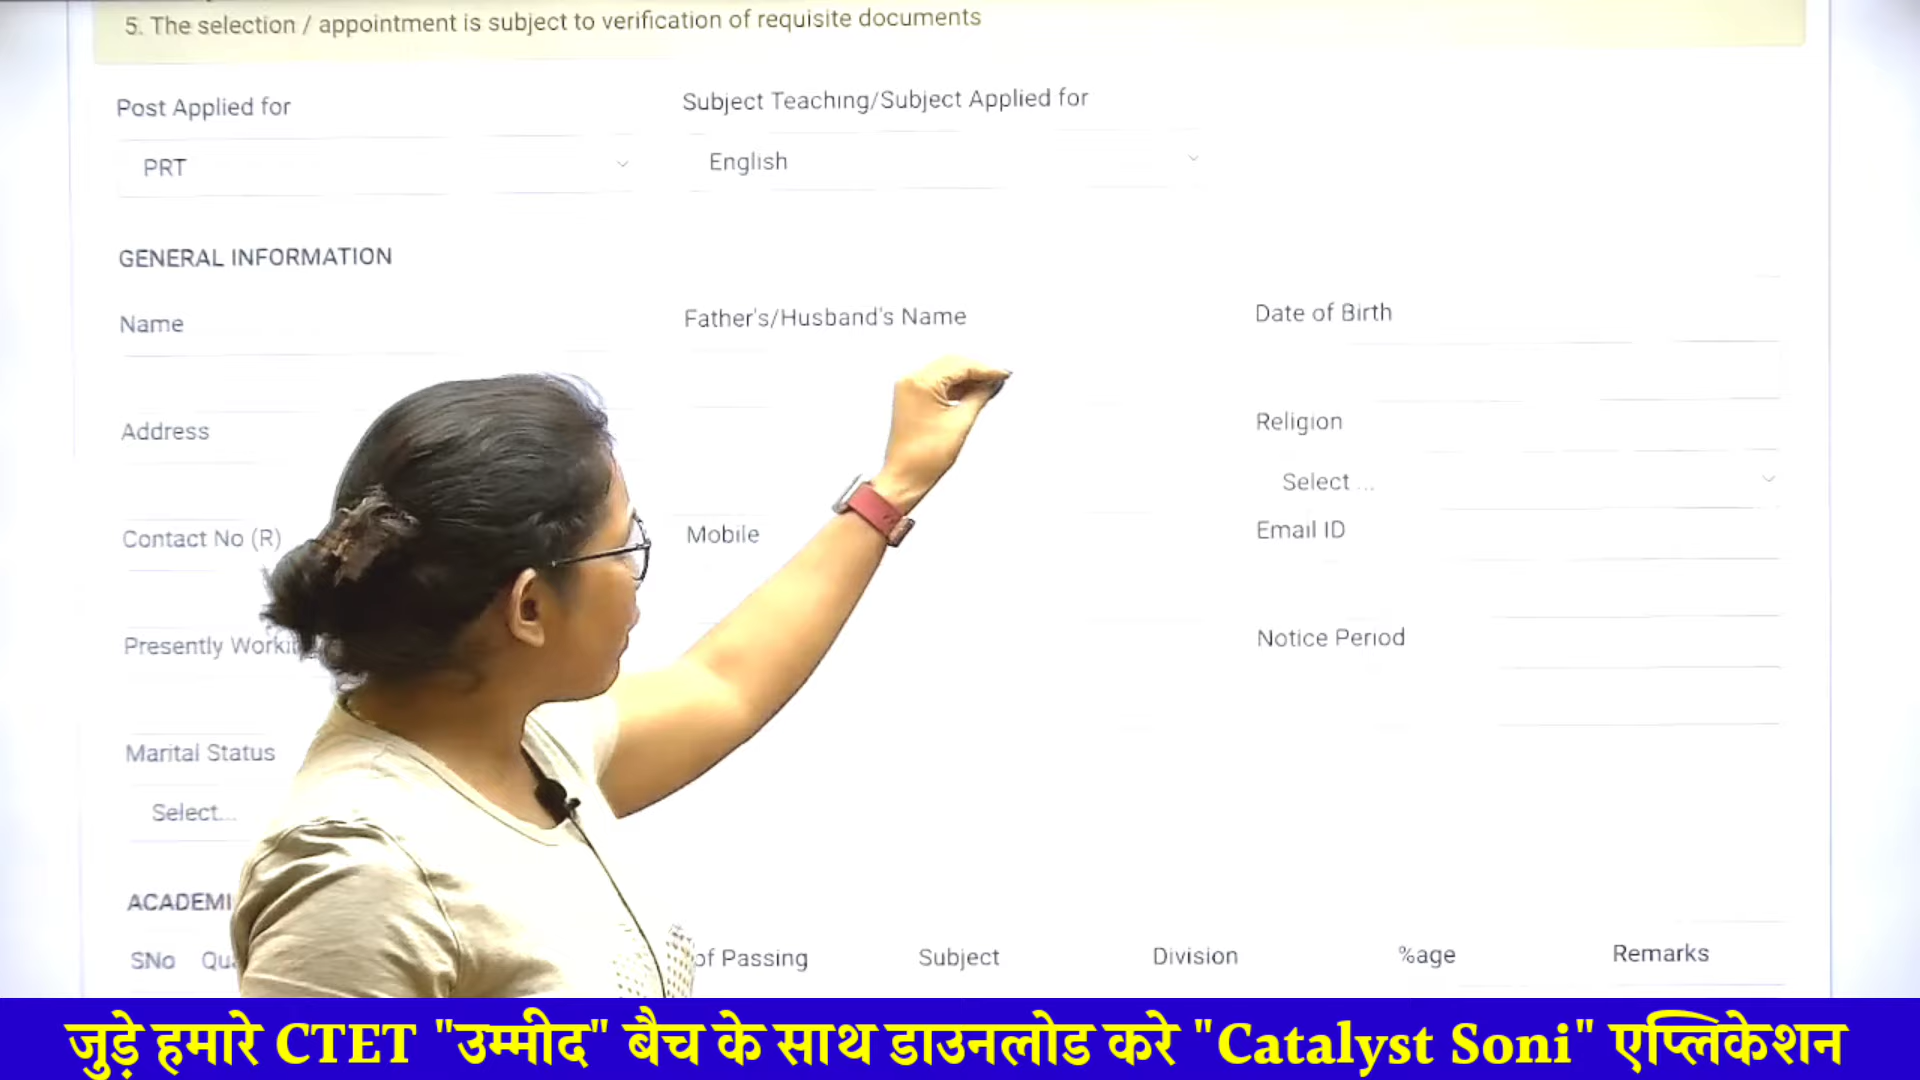 5. The selection / appointment is subject to verification of requisite documents
Post Applied for
Subject Teaching/Subject Applied for
PRT
English
GENERAL INFORMATION
Name
Father's/Husband's Name
Date of Birth
Address
Religion
Select ...
Contact No (R)
Mobile
Email ID
Presently
Notice Period
Marital Status
Select...
SNo
of Passing
Subject
Division
%age
Remarks
जुड़े हमारे CTET "उम्मीद" बैच के साथ डाउनलोड करे "Catalyst Soni" एप्लिकेशन